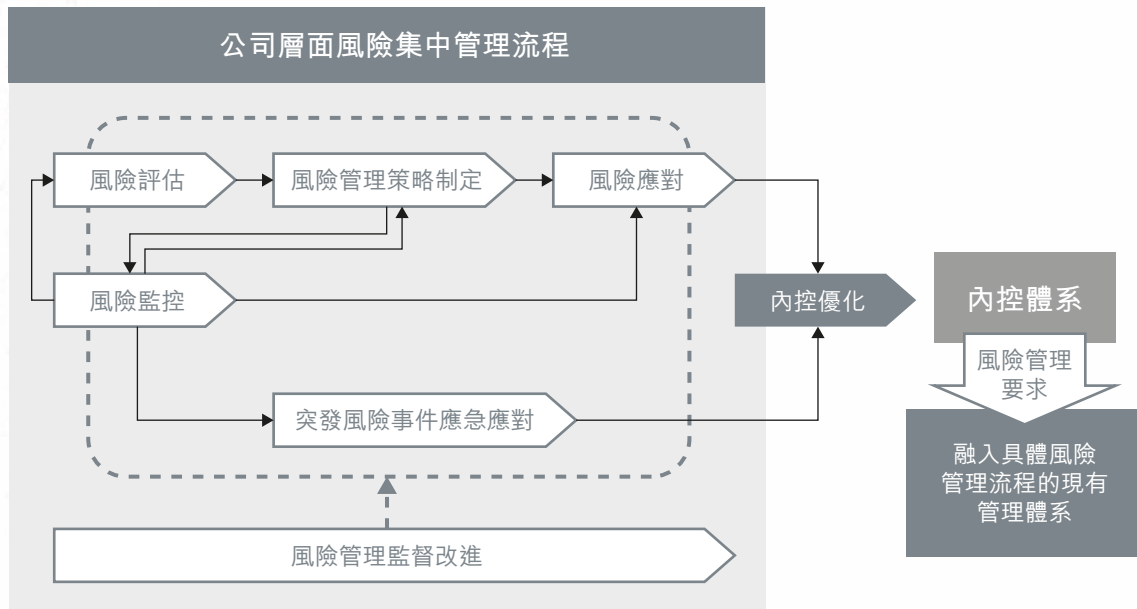 公司層面風險集中管理流程
風險評估
風險管理策略制定
風險應對
風險監控
內控優化
內控體系
風險管理
要求
突發風險事件應急應對
融入具體風險
管理流程的現有
管理體系
風險管理監督改進